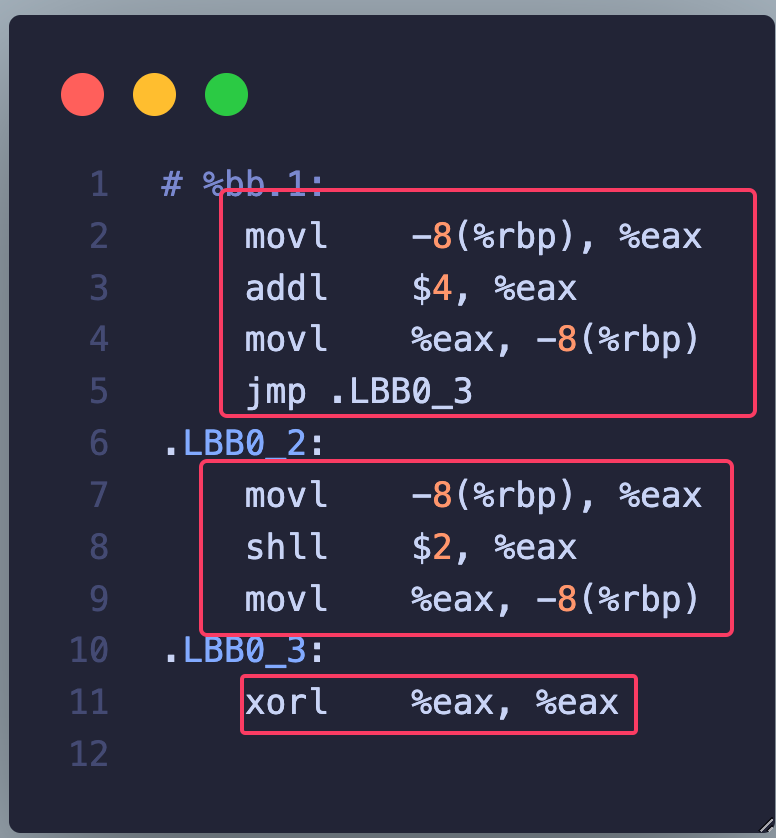 1 # %bb.1:
2 movl -8(%rbp), %eax
3 addl $4, %eax
4 movl %eax, -8(%rbp)
5 jmp .LBB0_3
6 .LBB0_2:
7 movl -8(%rbp), %eax
8 shll $2, %eax
9 movl %eax, -8(%rbp)
10 .LBB0_3:
11 xorl %eax, %eax
12